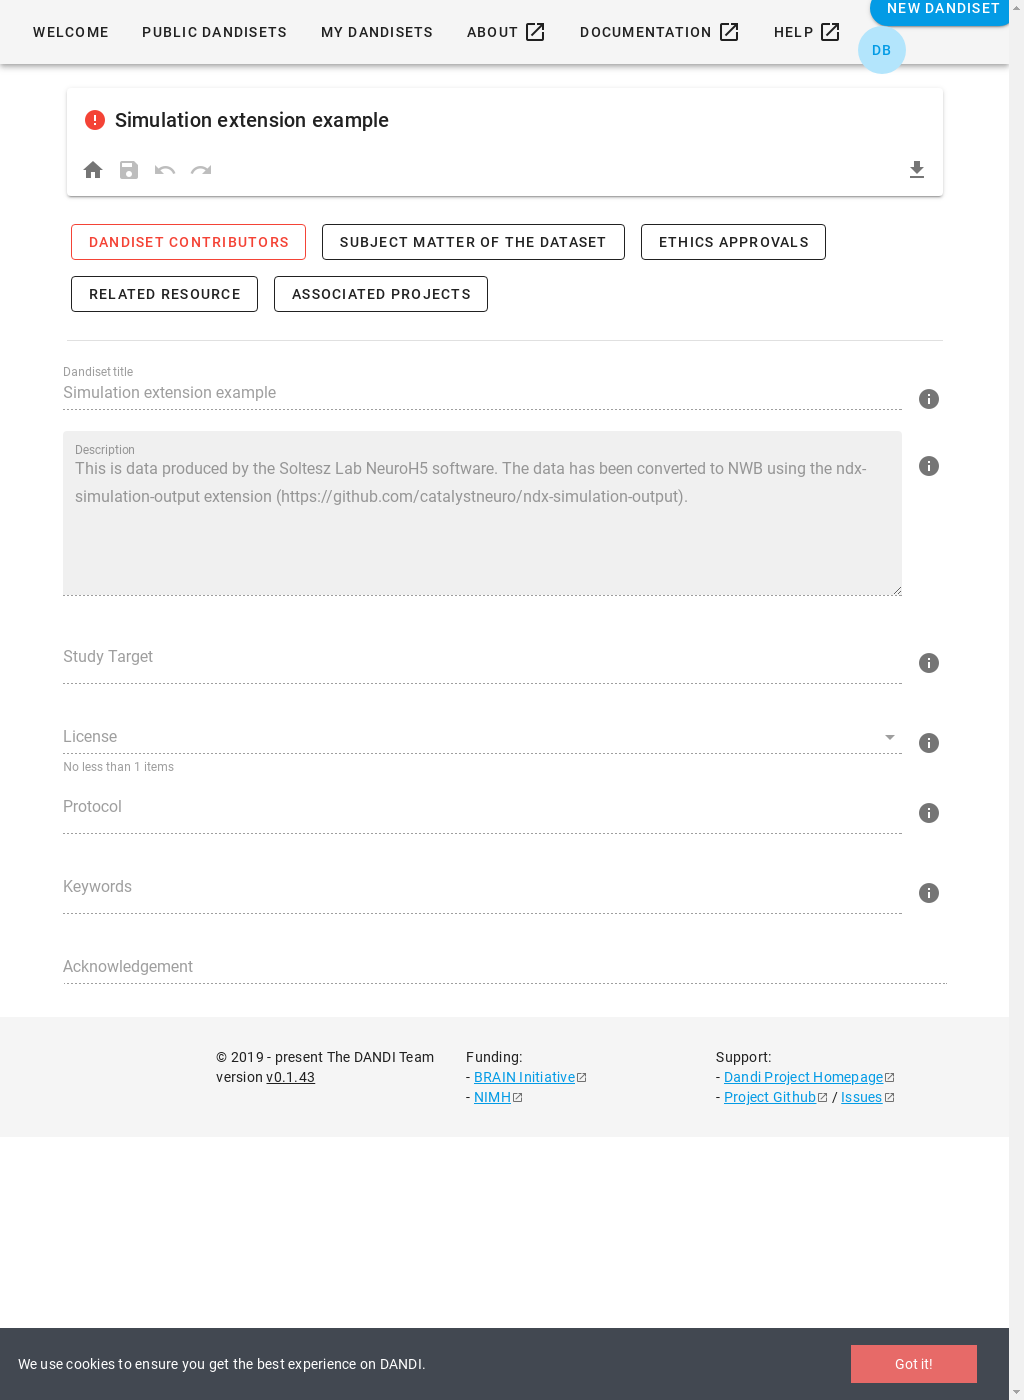 NEW DANDISET
WELCOME PUBLIC DANDISETS MY DANDISETS ABOUT DOCUMENTATION HELP
DB
Simulation extension example
DANDISET CONTRIBUTORS SUBJECT MATTER OF THE DATASET ETHICS APPROVALS
RELATED RESOURCE ASSOCIATED PROJECTS
Dandiset title
Simulation extension example
Description
This is data produced by the Soltesz Lab NeuroH5 software. The data has been converted to NWB using the ndx-
simulation-output extension (https://github.com/catalystneuro/ndx-simulation-output).
Study Target
License
No less than 1 items
Protocol
Keywords
Acknowledgement
© 2019 - present The DANDI Team
version v0.1.43
Funding:
- BRAIN Initiative
- NIMH
Support:
- Dandi Project Homepage
- Project Github / Issues
We use cookies to ensure you get the best experience on DANDI.
Got it!